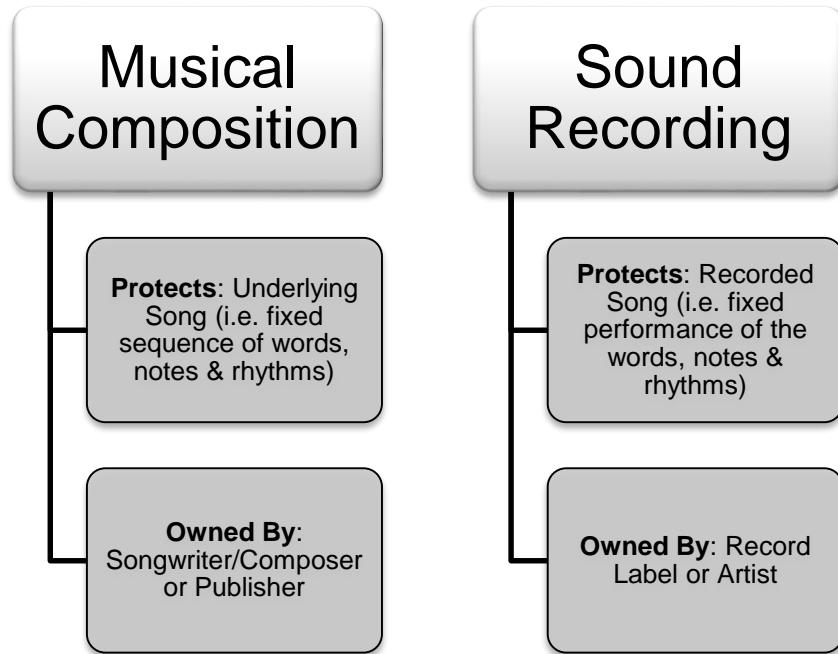 Musical
Composition
Protects: Underlying
Song (i.e. fixed
sequence of words,
notes & rhythms)
Owned By:
Songwriter/Composer
or Publisher
Sound
Recording
Protects: Recorded
Song (i.e. fixed
performance of the
words, notes &
rhythms)
Owned By: Record
Label or Artist